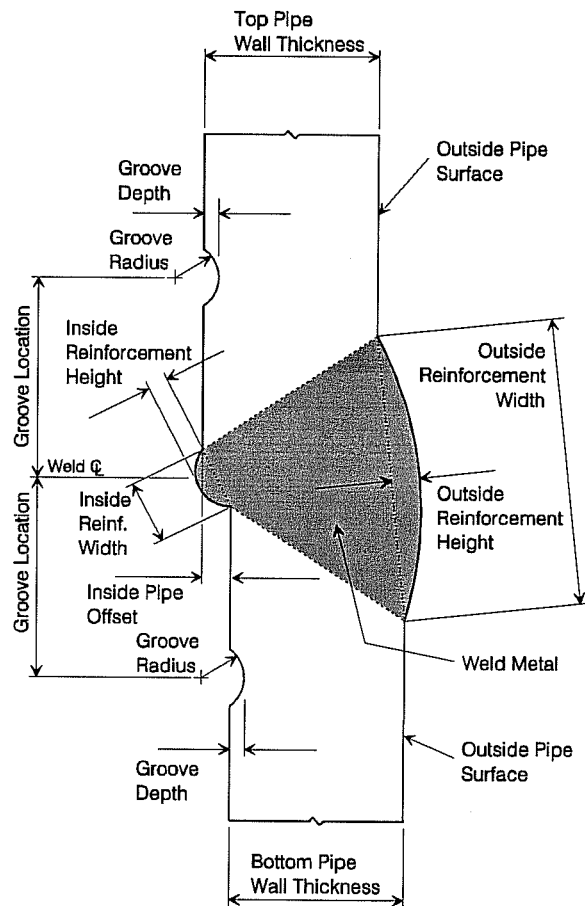 Top Pipe
Wall Thickness
Groove
Depth
Outside Pipe
Surface
Groove
Radius
Inside
Reinforcement
Height
Groove Location
Outside
Reinforcement
Width
Weld ℄
Inside
Reinf.
Width
Outside
Reinforcement
Height
Groove Location
Inside Pipe
Offset
Groove
Radius
Weld Metal
Groove
Depth
Outside Pipe
Surface
Bottom Pipe
Wall Thickness